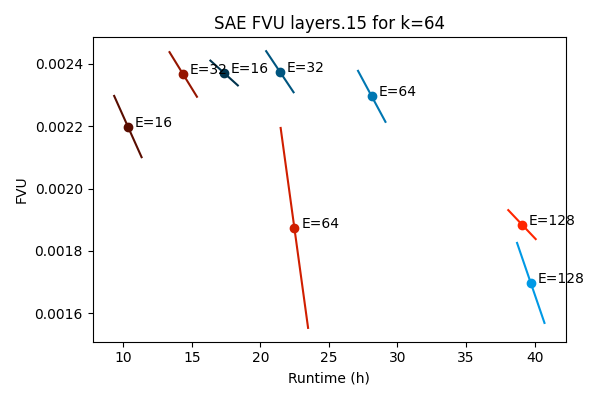 SAE FVU layers.15 for k=64
FVU
0.0024
0.0022
0.0020
0.0018
0.0016
E=32
E=16
E=32
E=64
E=16
E=64
E=128
E=128
10
15
20
25
30
35
40
Runtime (h)